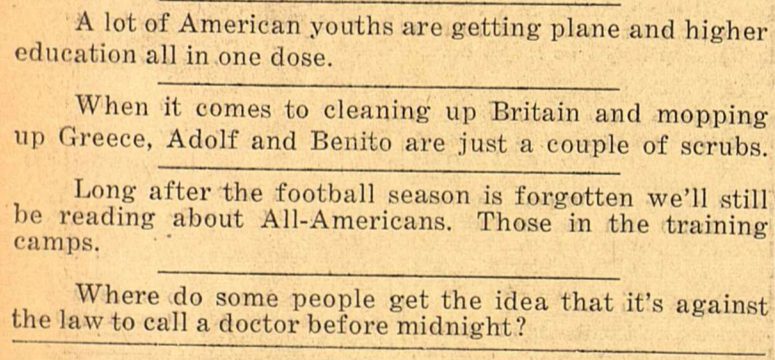 A lot of American youths are getting plane and higher
education all in one dose.
When it comes to cleaning up Britain and mopping
up Greece, Adolf and Benito are just a couple of scrubs.
Long after the football season is forgotten we'll still
be reading about All-Americans. Those in the training
camps.
Where do some people get the idea that it's against
the law to call a doctor before midnight?